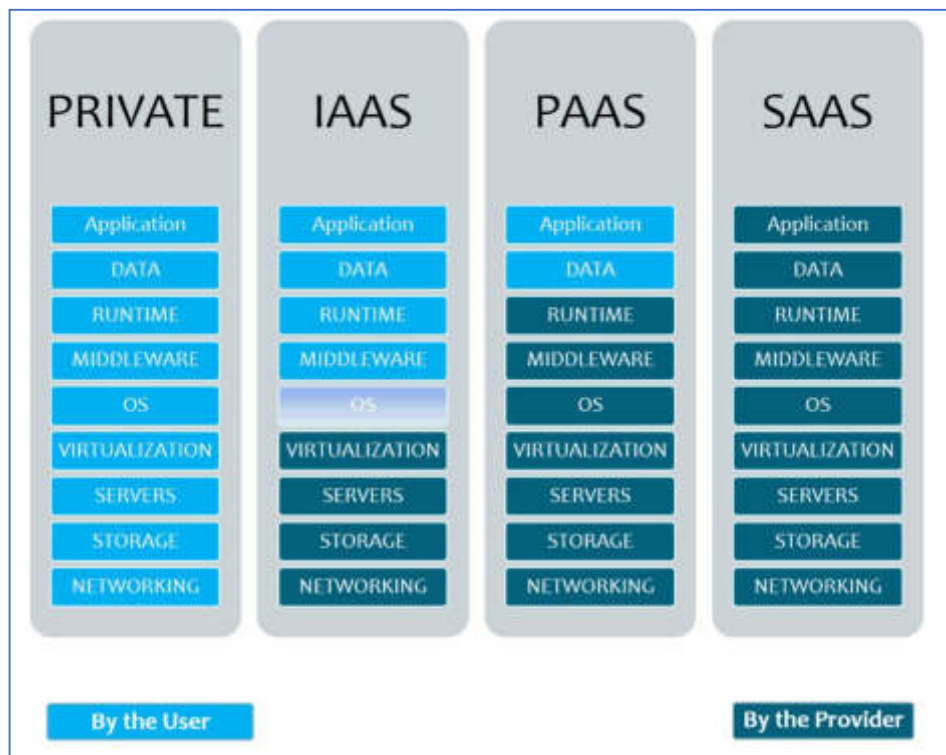 PRIVATE
Application
DATA
RUNTIME
MIDDLEWARE
OS
VIRTUALIZATION
SERVERS
STORAGE
NETWORKING
IAAS
Application
DATA
RUNTIME
MIDDLEWARE
OS
VIRTUALIZATION
SERVERS
STORAGE
NETWORKING
PAAS
Application
DATA
RUNTIME
MIDDLEWARE
OS
VIRTUALIZATION
SERVERS
STORAGE
NETWORKING
SAAS
Application
DATA
RUNTIME
MIDDLEWARE
OS
VIRTUALIZATION
SERVERS
STORAGE
NETWORKING
By the User
By the Provider